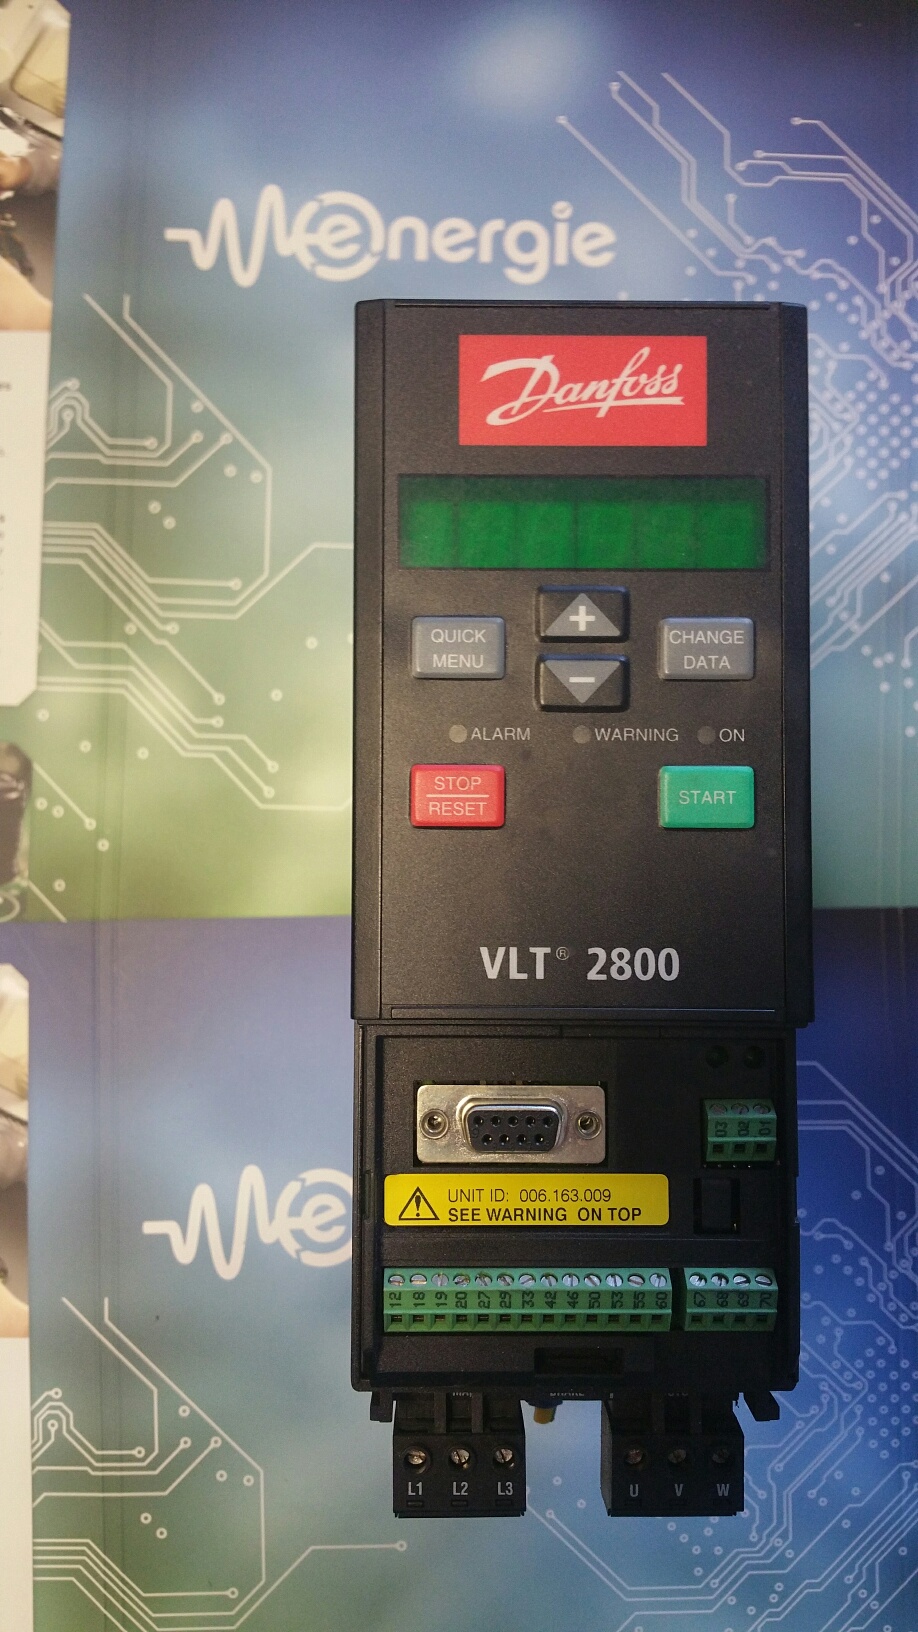 energie
Danfoss
QUICK
MENU
+
−
CHANGE
DATA
ALARM
WARNING
ON
STOP
RESET
START
VLT® 2800
03 02 01
UNIT ID: 006.163.009
SEE WARNING ON TOP
12 18 19 20 27 29 33 42 46 50 53 55 60
67 68 69 70
L1 L2 L3
U V W
e